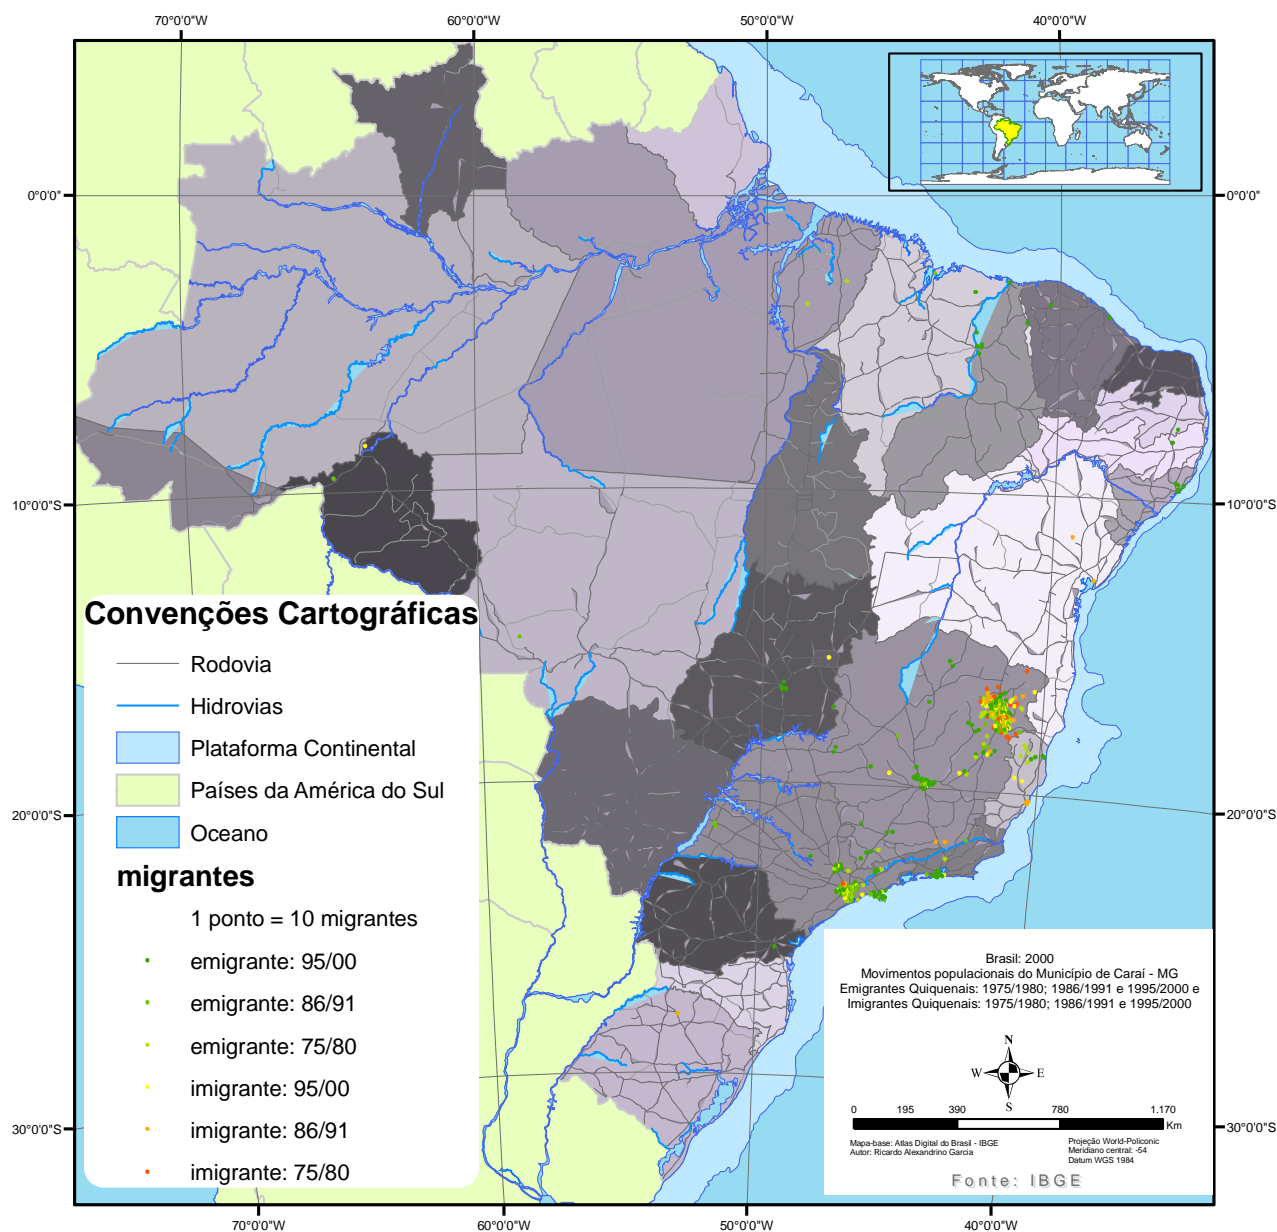 70°0'0"W
60°0'0"W
50°0'0"W
40°0'0"W
0°0'0"
0°0'0"
10°0'0"S
10°0'0"S
20°0'0"S
20°0'0"S
30°0'0"S
30°0'0"S
Convenções Cartográficas
Rodovia
Hidrovias
Plataforma Continental
Países da América do Sul
Oceano
migrantes
1 ponto = 10 migrantes
emigrante: 95/00
emigrante: 86/91
emigrante: 75/80
imigrante: 95/00
imigrante: 86/91
imigrante: 75/80
Brasil: 2000
Movimentos populacionais do Município de Caraí - MG
Emigrantes Quiquenais: 1975/1980; 1986/1991 e 1995/2000 e
Imigrantes Quiquenais: 1975/1980; 1986/1991 e 1995/2000
N
W
E
S
0 195 390 780 1.170
Km
Mapa-base: Atlas Digital do Brasil - IBGE
Autor: Ricardo Alexandrino Garcia
Projeção World-Policonic
Meridiano central: -54
Datum WGS 1984
Fonte: IBGE
70°0'0"W
60°0'0"W
50°0'0"W
40°0'0"W